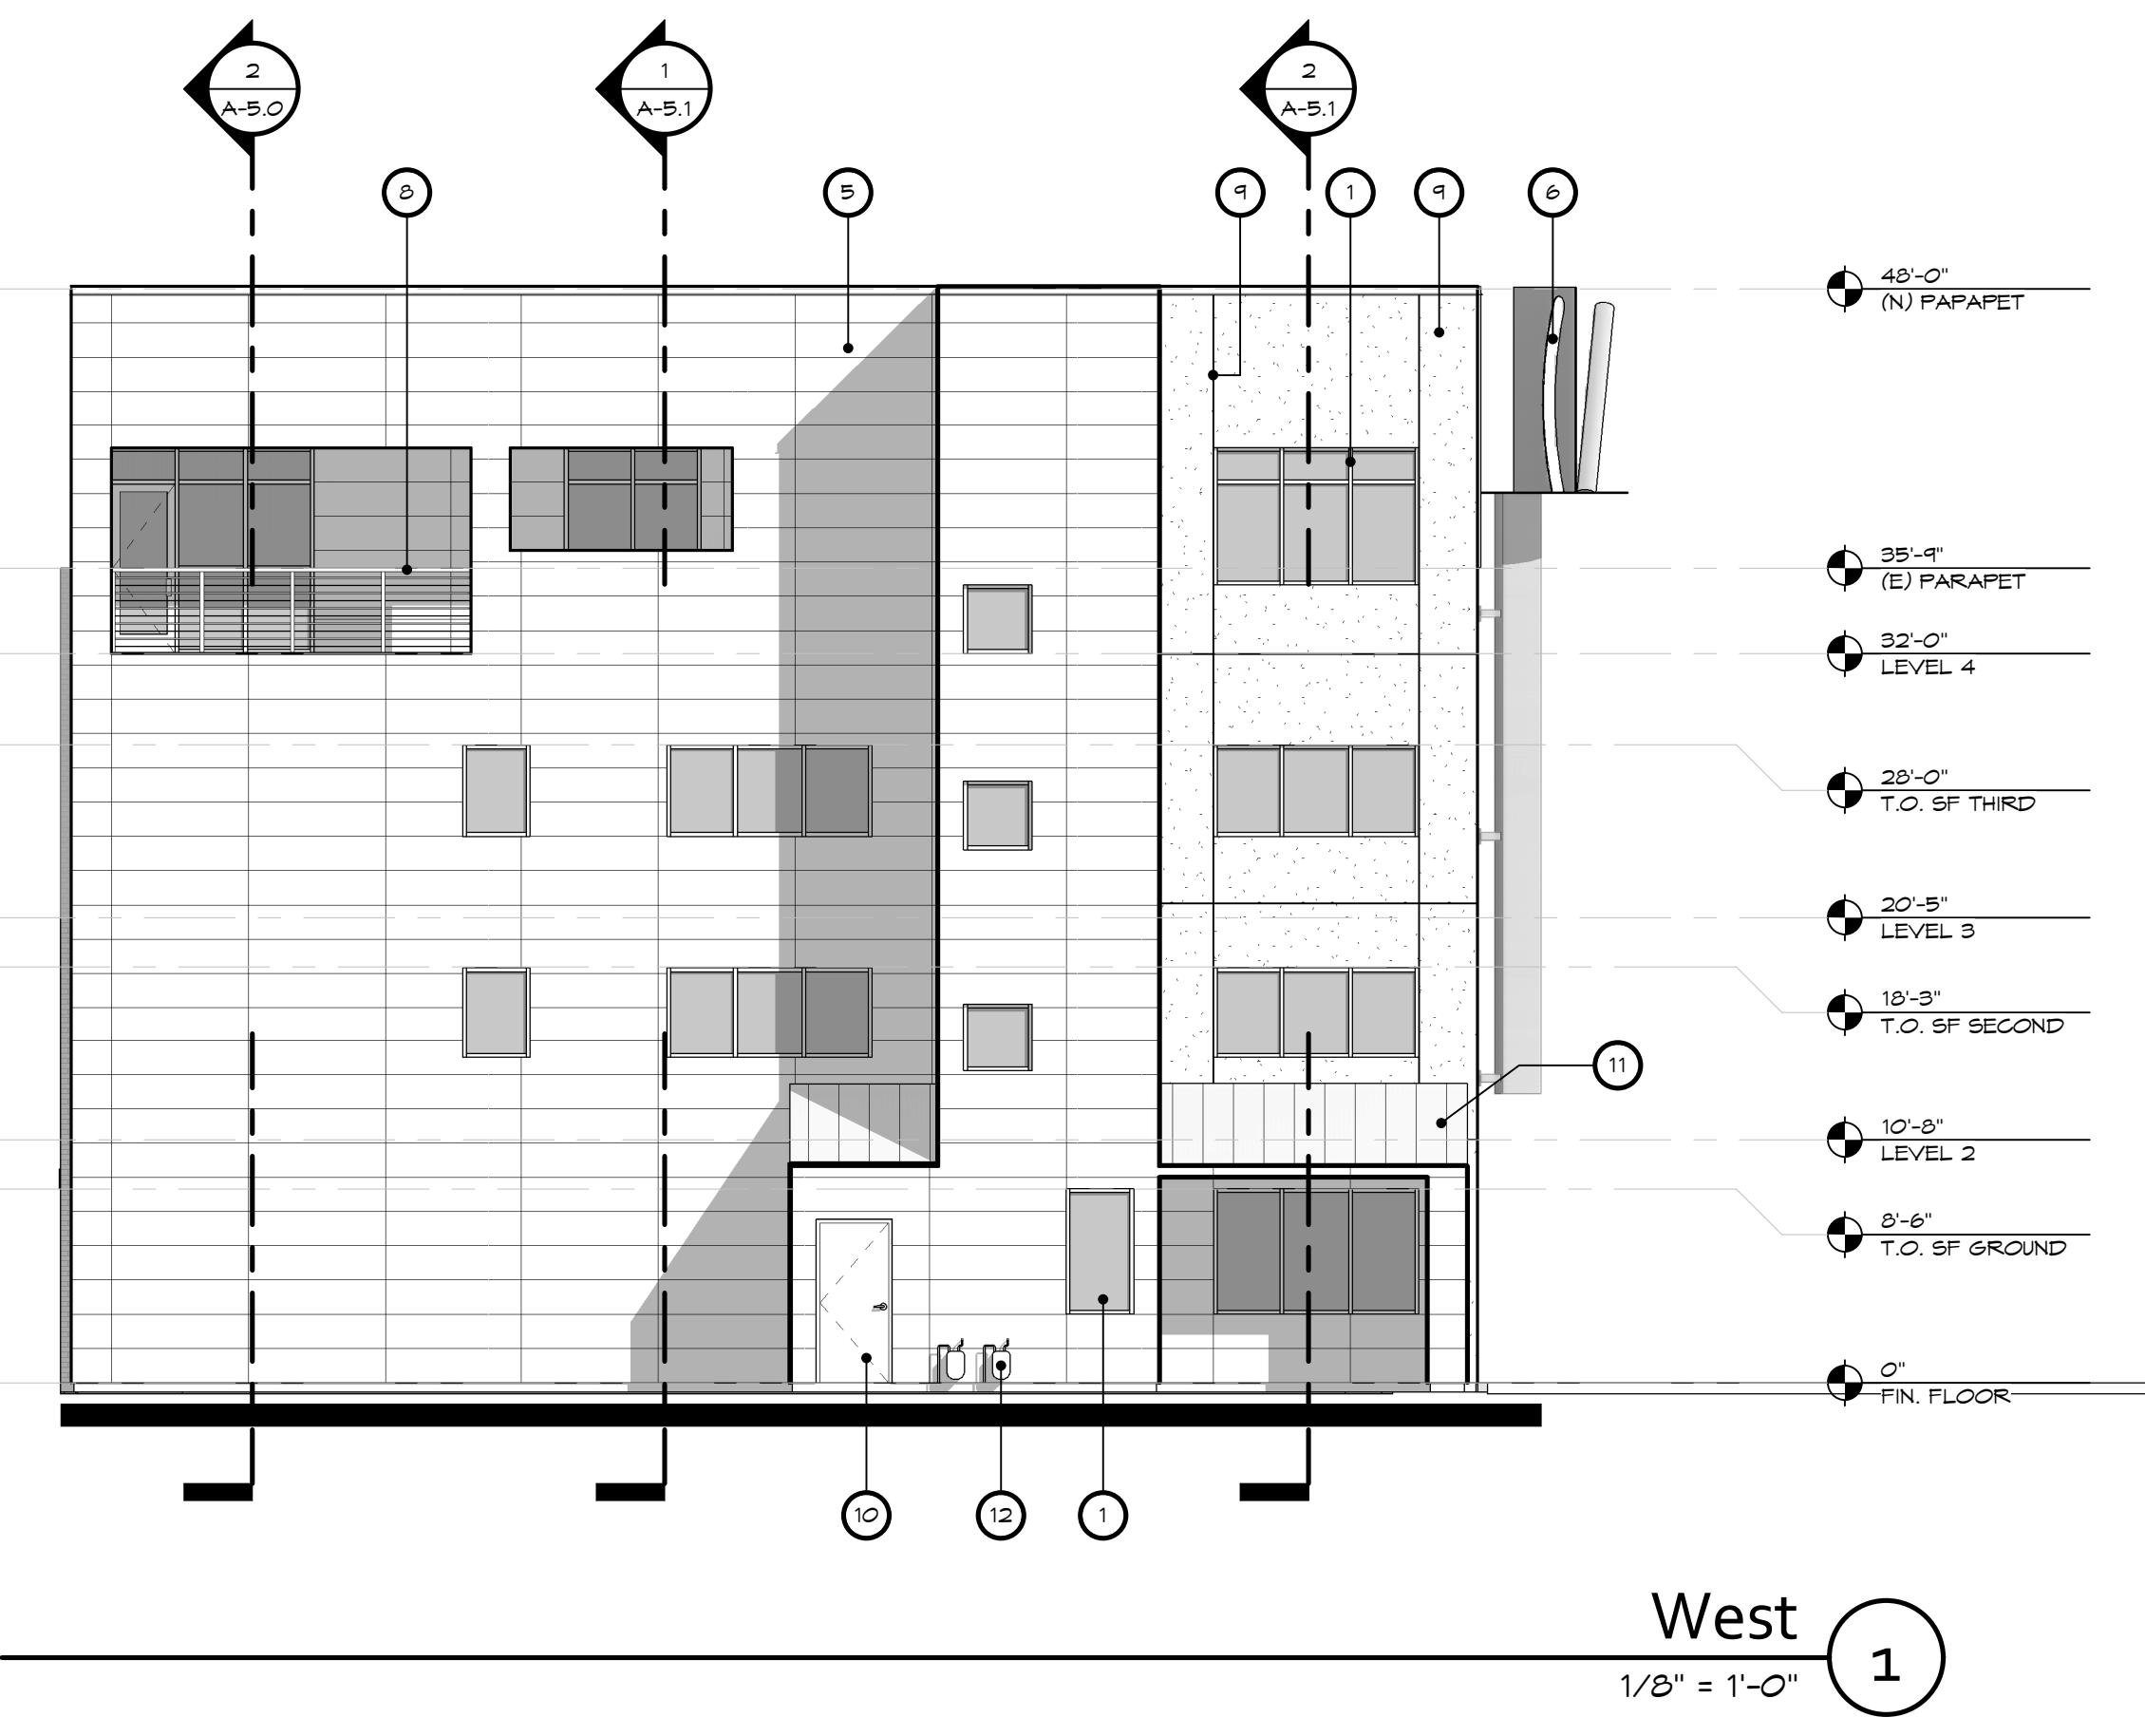 2
A-5.0
1
A-5.1
2
A-5.1
8
5
9
1
9
6
48'-0"
(N) PAPAPET
35'-9"
(E) PARAPET
32'-0"
LEVEL 4
28'-0"
T.O. SF THIRD
20'-5"
LEVEL 3
18'-3"
T.O. SF SECOND
11
10'-8"
LEVEL 2
8'-6"
T.O. SF GROUND
0"
FIN. FLOOR
10
12
1
West
1
1/8" = 1'-0"